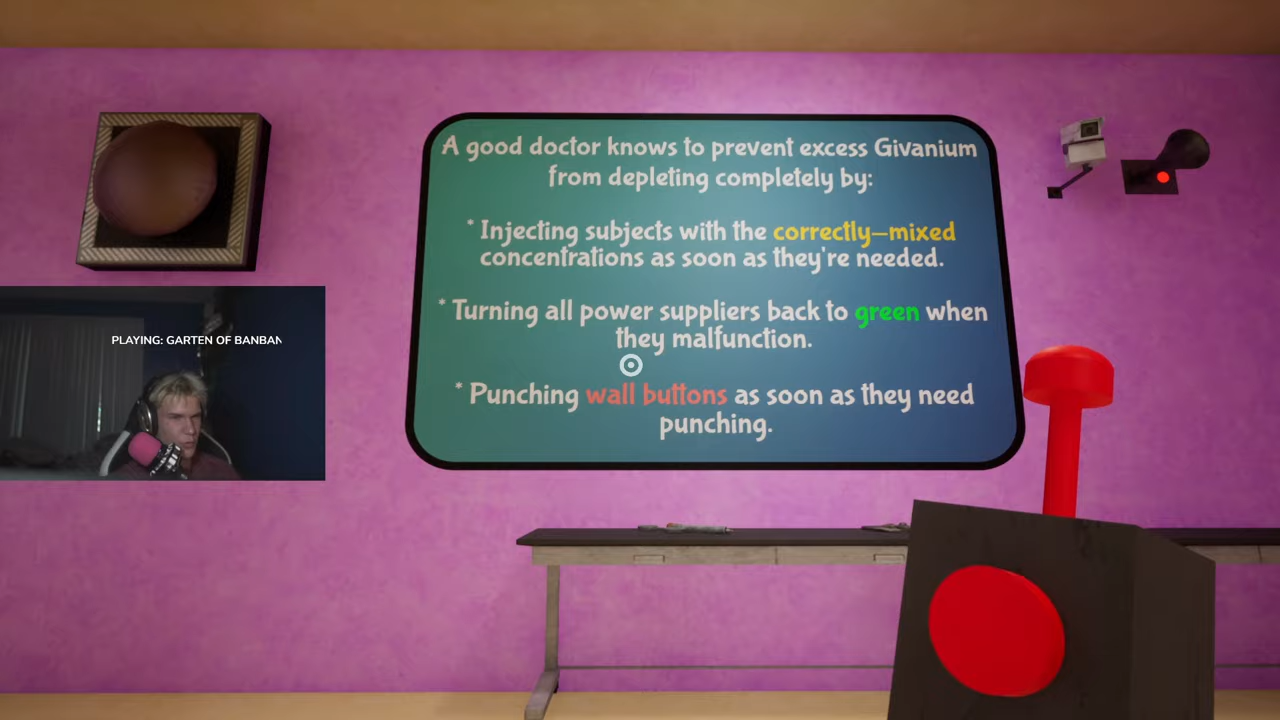 A good doctor knows to prevent excess Givanium
from depleting completely by:
* Injecting subjects with the correctly-mixed
concentrations as soon as they're needed.
* Turning all power suppliers back to green when
they malfunction.
* Punching wall buttons as soon as they need
punching.
PLAYING: GARTEN OF BANBAN